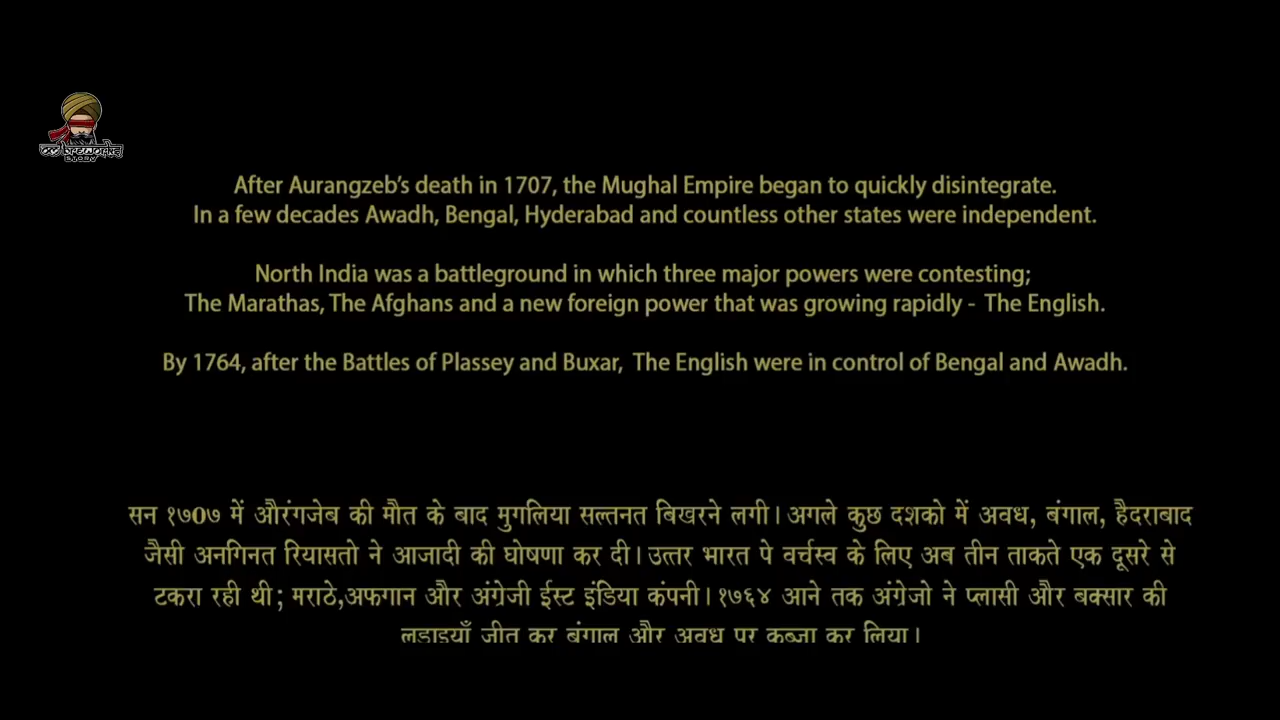 After Aurangzeb's death in 1707, the Mughal Empire began to quickly disintegrate.
In a few decades Awadh, Bengal, Hyderabad and countless other states were independent.
North India was a battleground in which three major powers were contesting;
The Marathas, The Afghans and a new foreign power that was growing rapidly - The English.
By 1764, after the Battles of Plassey and Buxar, The English were in control of Bengal and Awadh.
सन १७0७ में औरंगजेब की मौत के बाद मुगलिया सल्तनत बिखरने लगी। अगले कुछ दशको में अवध, बंगाल, हैदराबाद
जैसी अनगिनत रियासतो ने आजादी की घोषणा कर दी। उत्तर भारत पे वर्चस्व के लिए अब तीन ताकते एक दूसरे से
टकरा रही थी; मराठे,अफगान और अंग्रेजी ईस्ट इंडिया कंपनी। १७६४ आने तक अंग्रेजो ने प्लासी और बक्सार की
लडाइयाँ जीत कर बंगाल और अवध पर कब्जा कर लिया।